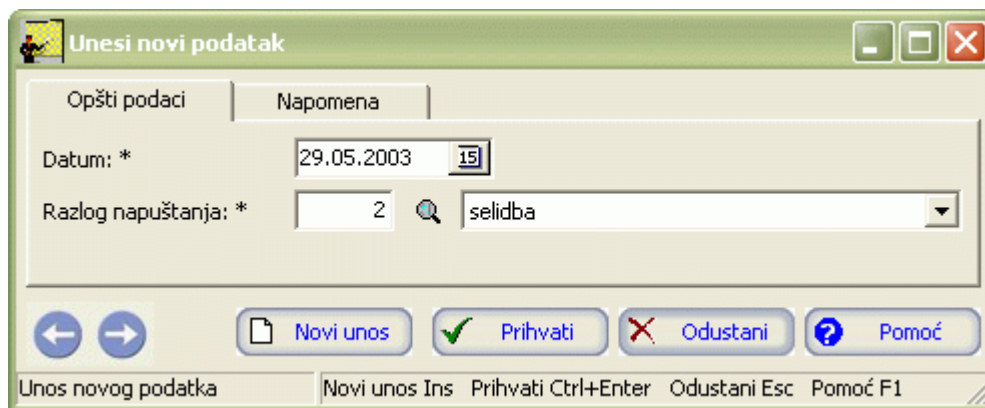 Unesi novi podatak
Opšti podaci Napomena
Datum: * 29.05.2003 15
Razlog napuštanja: * 2 selidba
Novi unos Prihvati Odustani Pomoć
Unos novog podatka Novi unos Ins Prihvati Ctrl+Enter Odustani Esc Pomoć F1